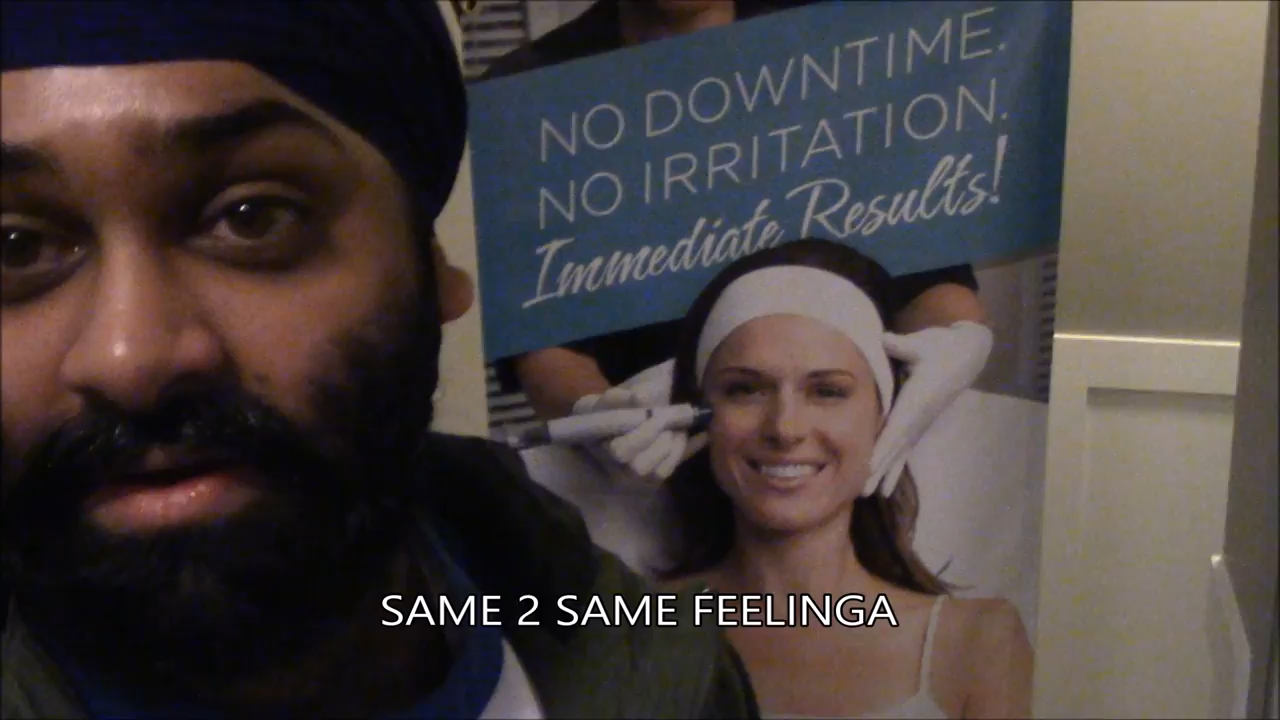 NO DOWNTIME.
NO IRRITATION.
Immediate Results!
SAME 2 SAME FEELINGA